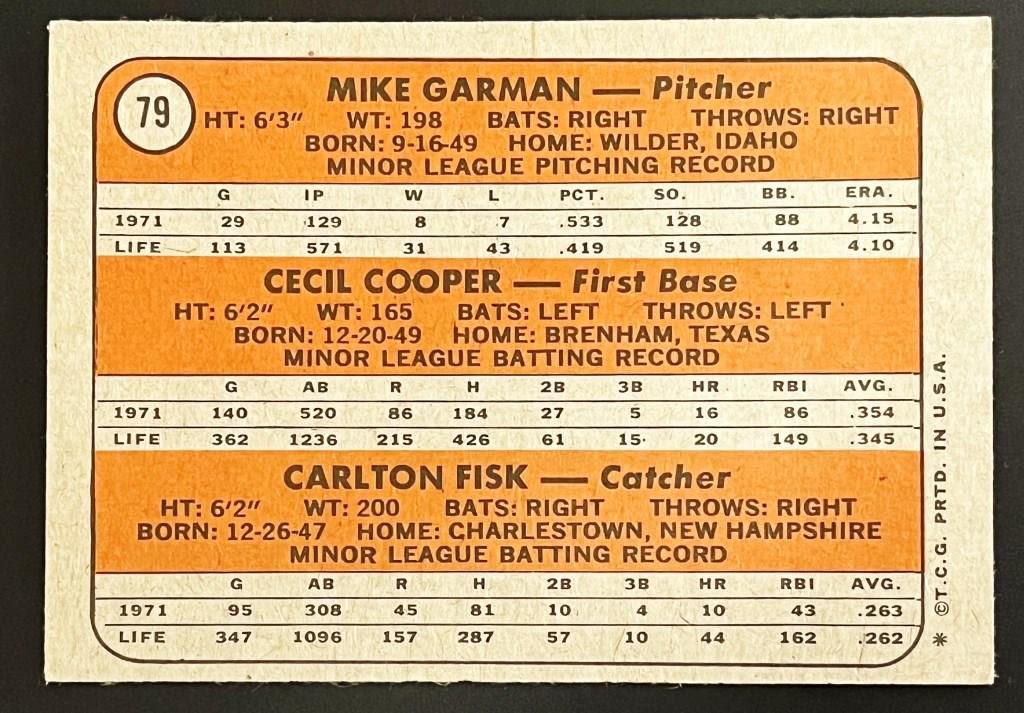 79
MIKE GARMAN — Pitcher
HT: 6'3" WT: 198 BATS: RIGHT THROWS: RIGHT
BORN: 9-16-49 HOME: WILDER, IDAHO
MINOR LEAGUE PITCHING RECORD
G IP W L PCT. SO. BB. ERA.
1971 29 129 8 7 .533 128 88 4.15
LIFE 113 571 31 43 .419 519 414 4.10
CECIL COOPER — First Base
HT: 6'2" WT: 165 BATS: LEFT THROWS: LEFT
BORN: 12-20-49 HOME: BRENHAM, TEXAS
MINOR LEAGUE BATTING RECORD
G AB R H 2B 3B HR RBI AVG.
1971 140 520 86 184 27 5 16 86 .354
LIFE 362 1236 215 426 61 15 20 149 .345
CARLTON FISK — Catcher
HT: 6'2" WT: 200 BATS: RIGHT THROWS: RIGHT
BORN: 12-26-47 HOME: CHARLESTOWN, NEW HAMPSHIRE
MINOR LEAGUE BATTING RECORD
G AB R H 2B 3B HR RBI AVG.
1971 95 308 45 81 10 4 10 43 .263
LIFE 347 1096 157 287 57 10 44 162 .262
* ©T.C.G. PRTD. IN U.S.A.